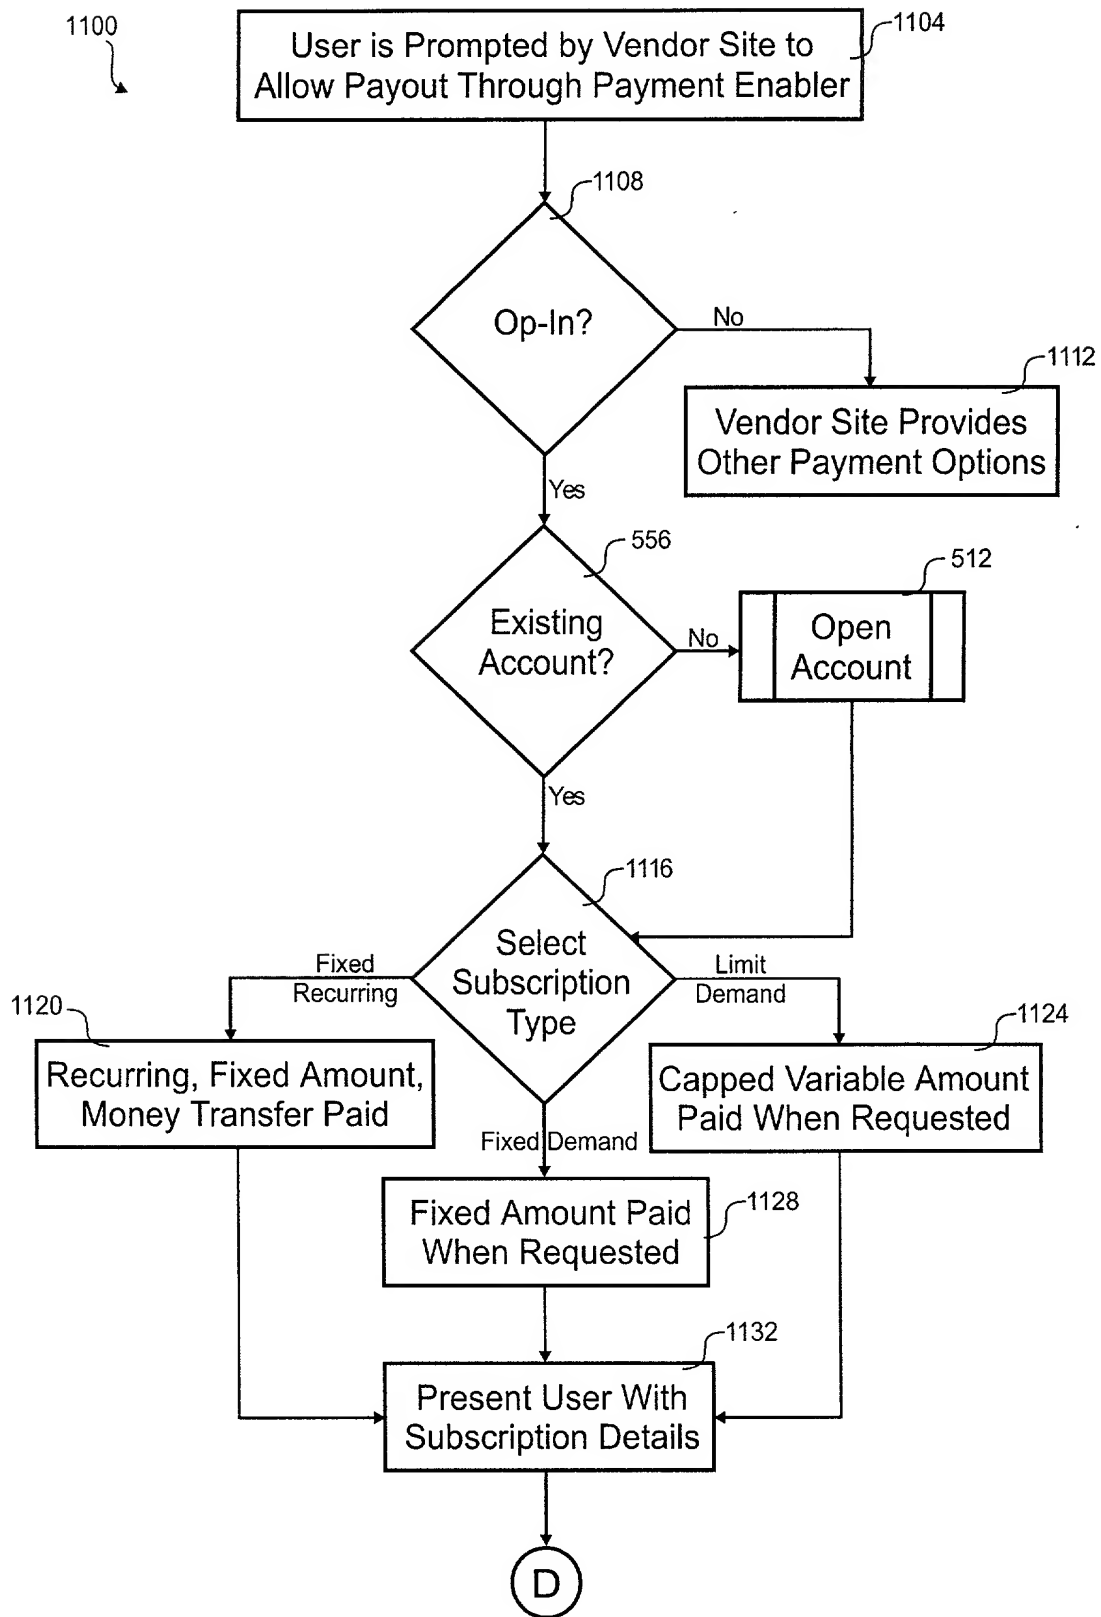 1100
1104
User is Prompted by Vendor Site to
Allow Payout Through Payment Enabler
1108
Op-In?
No
1112
Vendor Site Provides
Other Payment Options
Yes
556
Existing
Account?
No
512
Open
Account
Yes
1116
Select
Subscription
Type
Fixed
Recurring
Limit
Demand
1120
Recurring, Fixed Amount,
Money Transfer Paid
1124
Capped Variable Amount
Paid When Requested
Fixed Demand
1128
Fixed Amount Paid
When Requested
1132
Present User With
Subscription Details
D